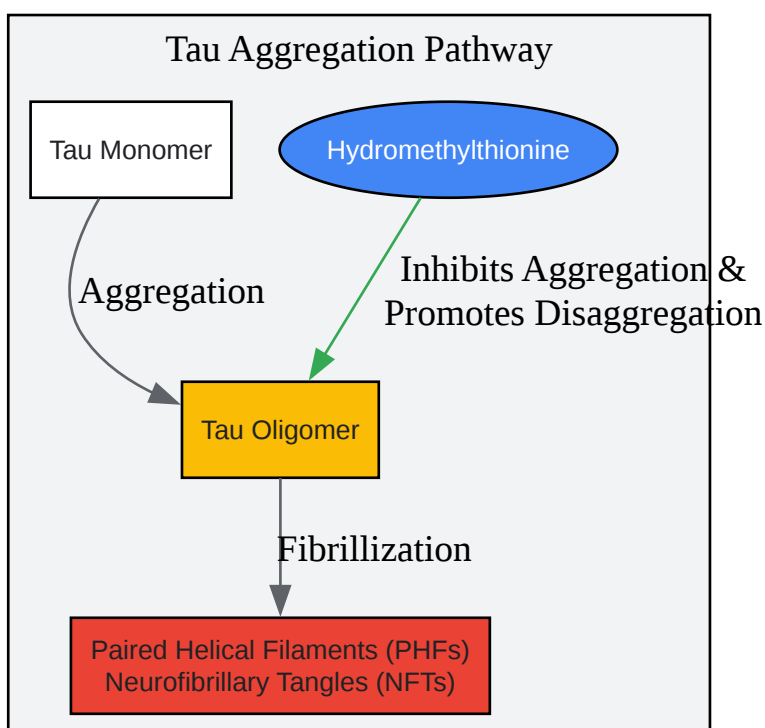 Tau Aggregation Pathway
Tau Monomer
Hydromethylthionine
Aggregation
Inhibits Aggregation &
Promotes Disaggregation
Tau Oligomer
Fibrillization
Paired Helical Filaments (PHFs)
Neurofibrillary Tangles (NFTs)